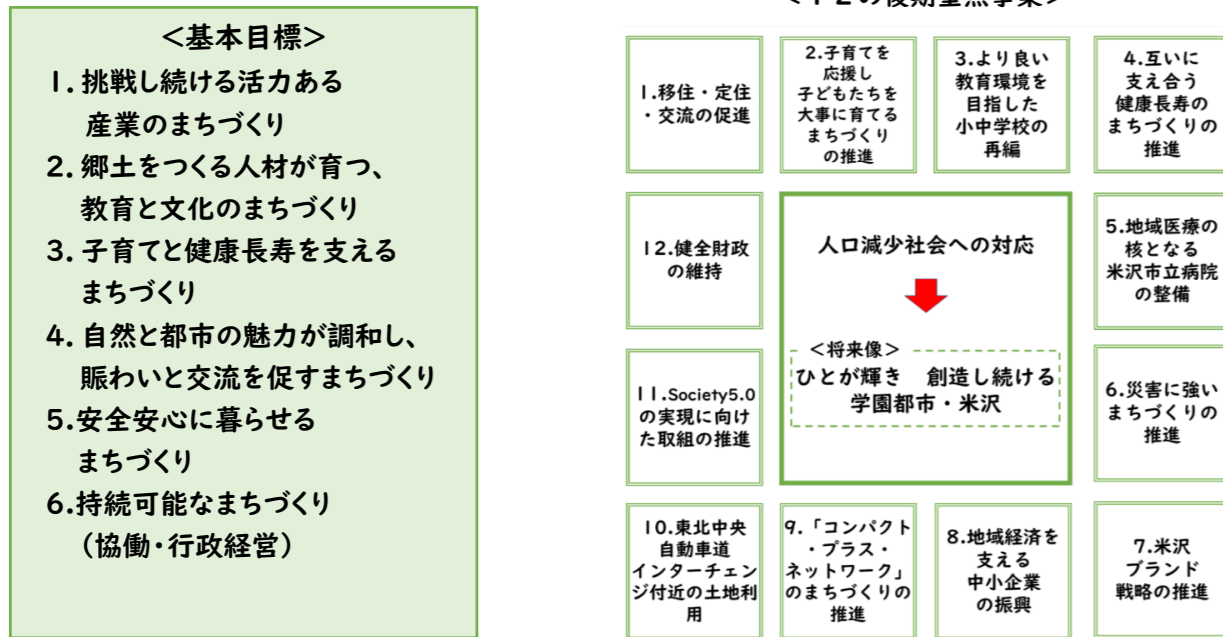 <基本目標>
1. 挑戦し続ける活力ある
産業のまちづくり
2. 郷土をつくる人材が育つ、
教育と文化のまちづくり
3. 子育てと健康長寿を支える
まちづくり
4. 自然と都市の魅力が調和し、
賑わいと交流を促すまちづくり
5.安全安心に暮らせる
まちづくり
6.持続可能なまちづくり
(協働・行政経営)
<12の後期重点事業>
1.移住・定住
・交流の促進
2.子育てを
応援し
子どもたちを
大事に育てる
まちづくり
の推進
3.より良い
教育環境を
目指した
小中学校の
再編
4.互いに
支え合う
健康長寿の
まちづくりの
推進
5.地域医療の
核となる
米沢市立病院
の整備
6.災害に強い
まちづくりの
推進
7.米沢
ブランド
戦略の推進
8.地域経済を
支える
中小企業
の振興
9.「コンパクト
・プラス・
ネットワーク」
のまちづくりの
推進
10.東北中央
自動車道
インターチェン
ジ付近の土地利
用
11.Society5.0
の実現に向け
た取組の推進
12.健全財政
の維持
人口減少社会への対応
<将来像>
ひとが輝き 創造し続ける
学園都市・米沢